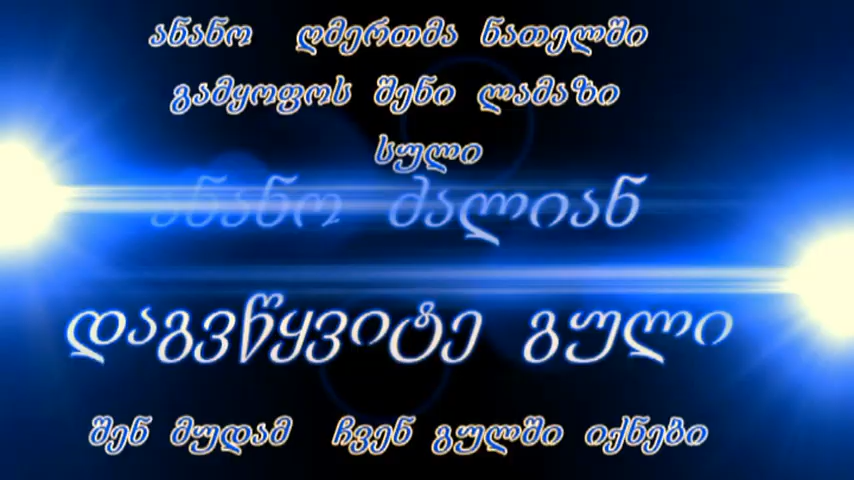 ანანო ღმერთმა ნათელში
გამყოფოს შენი ლამაზი
სული
ანანო ძალიან
დაგვწყვიტე გული
შენ მუდამ ჩვენ გულში იქნები